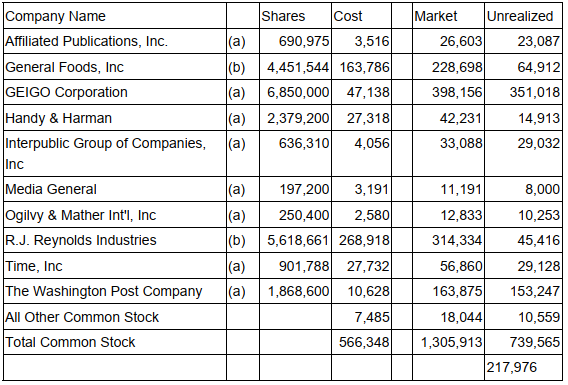 Company Name Shares Cost Market Unrealized
Affiliated Publications, Inc. (a) 690,975 3,516 26,603 23,087
General Foods, Inc (b) 4,451,544 163,786 228,698 64,912
GEIGO Corporation (a) 6,850,000 47,138 398,156 351,018
Handy & Harman (a) 2,379,200 27,318 42,231 14,913
Interpublic Group of Companies, (a) 636,310 4,056 33,088 29,032
Inc
Media General (a) 197,200 3,191 11,191 8,000
Ogilvy & Mather Int'l, Inc (a) 250,400 2,580 12,833 10,253
R.J. Reynolds Industries (b) 5,618,661 268,918 314,334 45,416
Time, Inc (a) 901,788 27,732 56,860 29,128
The Washington Post Company (a) 1,868,600 10,628 163,875 153,247
All Other Common Stock 7,485 18,044 10,559
Total Common Stock 566,348 1,305,913 739,565
217,976